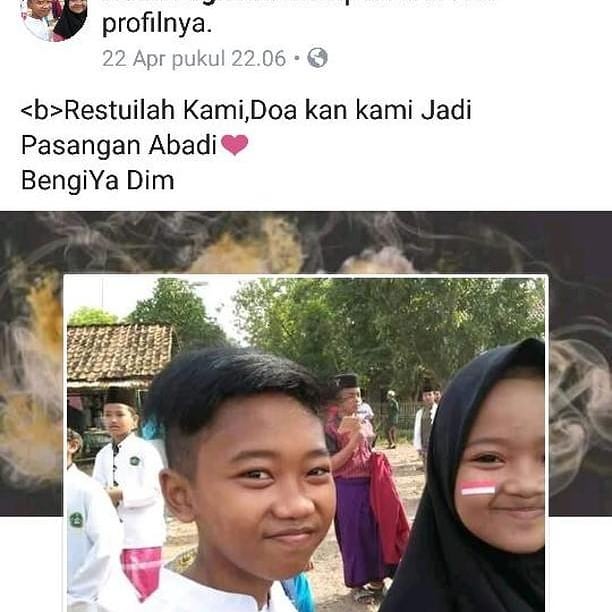 profilnya.
22 Apr pukul 22.06 •
<b>Restuilah Kami,Doa kan kami Jadi
Pasangan Abadi❤
BengiYa Dim